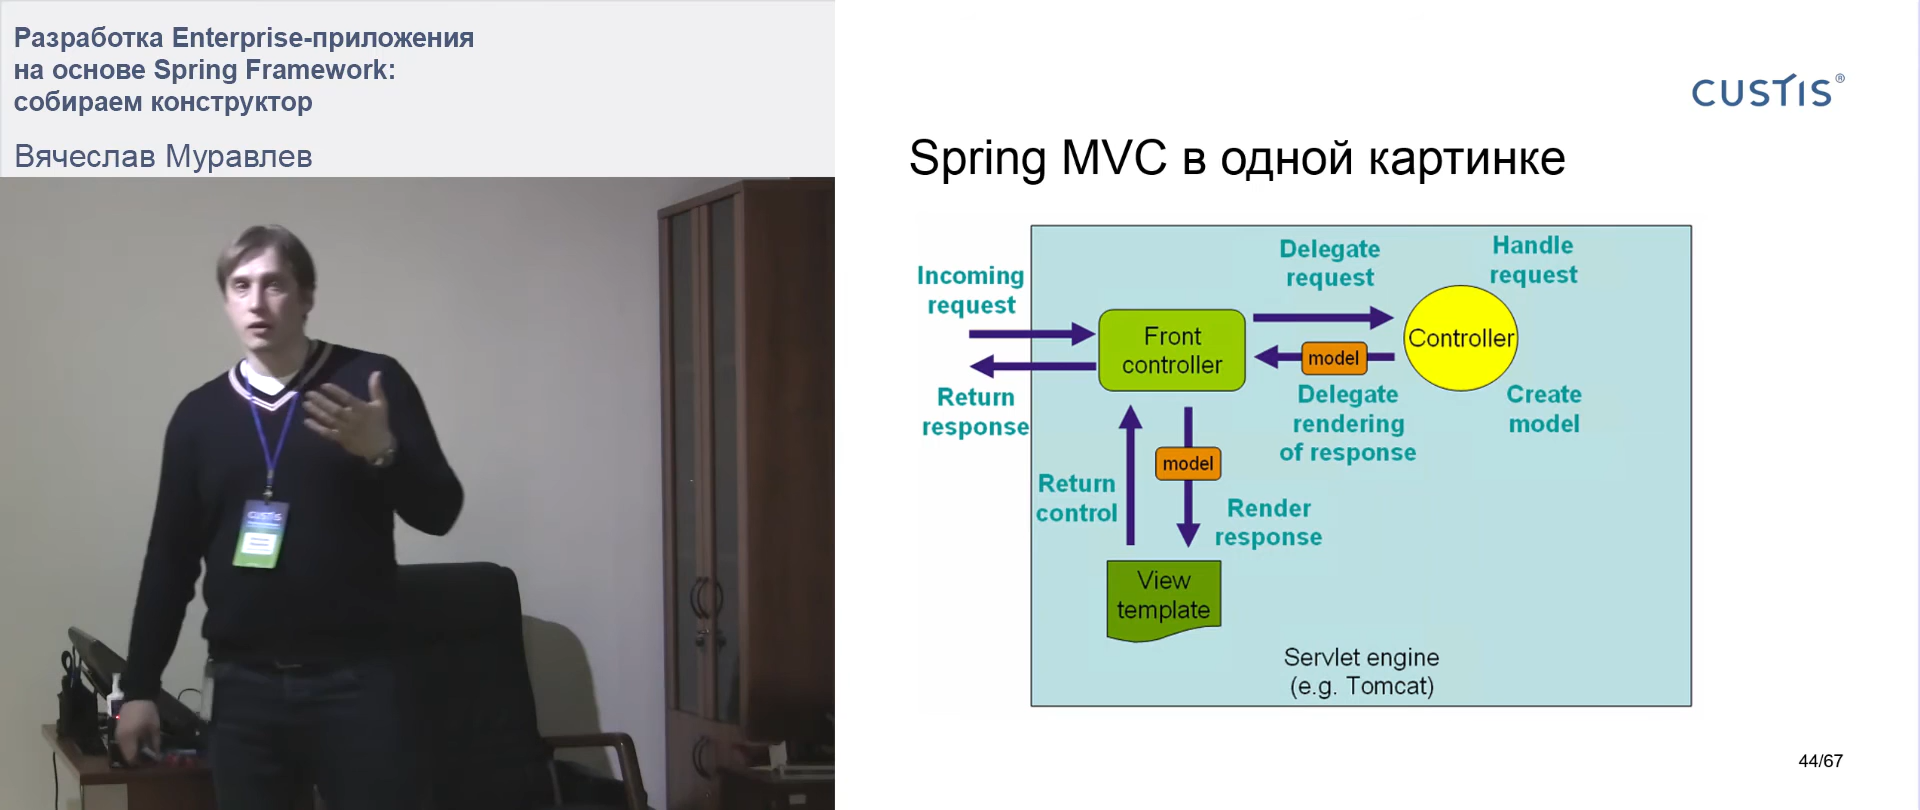 Разработка Enterprise-приложения
на основе Spring Framework:
собираем конструктор
Вячеслав Муравлев
CUSTIS
CUSTIS®
Spring MVC в одной картинке
Incoming
request
Return
response
Front
controller
Delegate
request
Handle
request
Controller
model
Delegate
rendering
of response
Create
model
Return
control
model
Render
response
View
template
Servlet engine
(e.g. Tomcat)
44/67